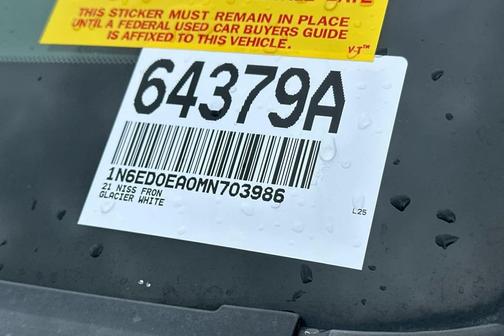 THIS STICKER MUST REMAIN IN PLACE
UNTIL A FEDERAL USED CAR BUYERS GUIDE
IS AFFIXED TO THIS VEHICLE.
V-T™
64379A
1N6ED0EA0MN703986
21 NISS FRON
GLACIER WHITE
L25